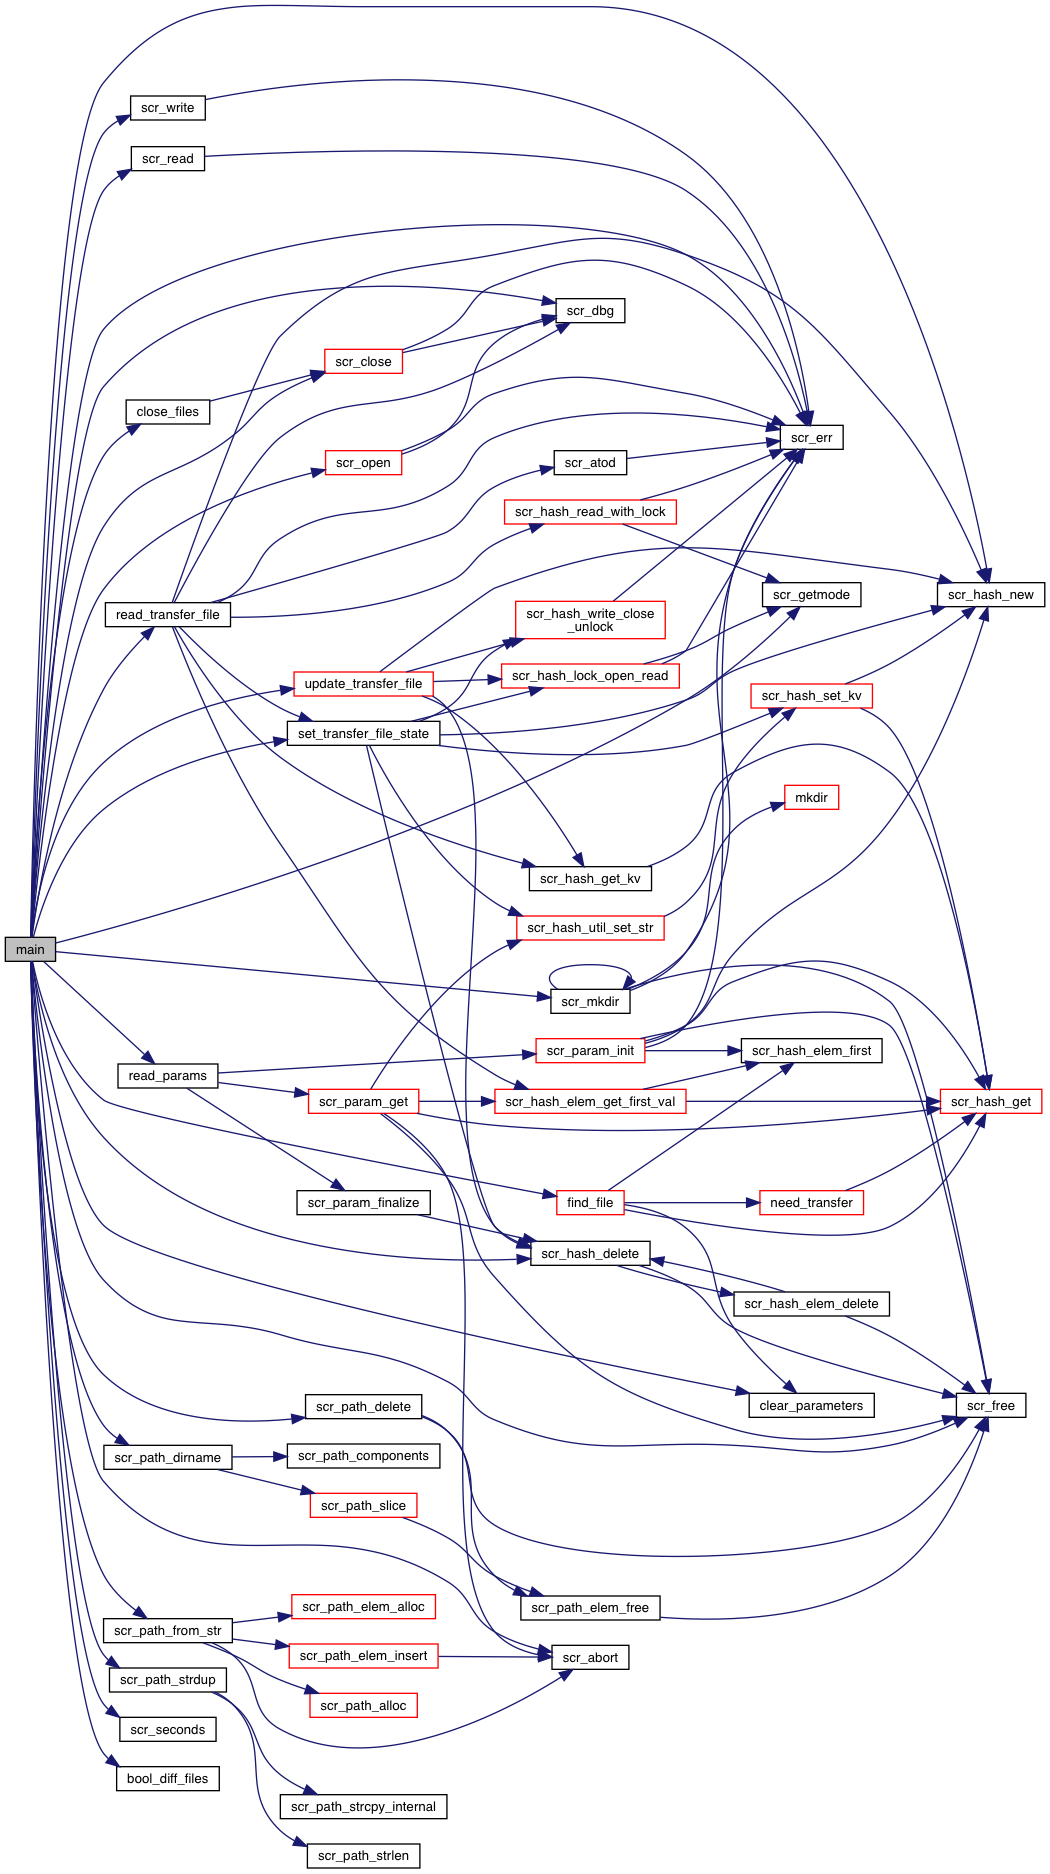 scr_write
scr_read
scr_dbg
scr_close
close_files
scr_err
scr_open
scr_atod
scr_hash_read_with_lock
scr_getmode
scr_hash_new
read_transfer_file
scr_hash_write_close
_unlock
scr_hash_lock_open_read
update_transfer_file
scr_hash_set_kv
set_transfer_file_state
mkdir
scr_hash_get_kv
scr_hash_util_set_str
main
scr_mkdir
scr_param_init
scr_hash_elem_first
read_params
scr_param_get
scr_hash_elem_get_first_val
scr_hash_get
scr_param_finalize
find_file
need_transfer
scr_hash_delete
scr_hash_elem_delete
scr_path_delete
clear_parameters
scr_free
scr_path_dirname
scr_path_components
scr_path_slice
scr_path_elem_alloc
scr_path_elem_free
scr_path_from_str
scr_path_elem_insert
scr_abort
scr_path_strdup
scr_path_alloc
scr_seconds
bool_diff_files
scr_path_strcpy_internal
scr_path_strlen